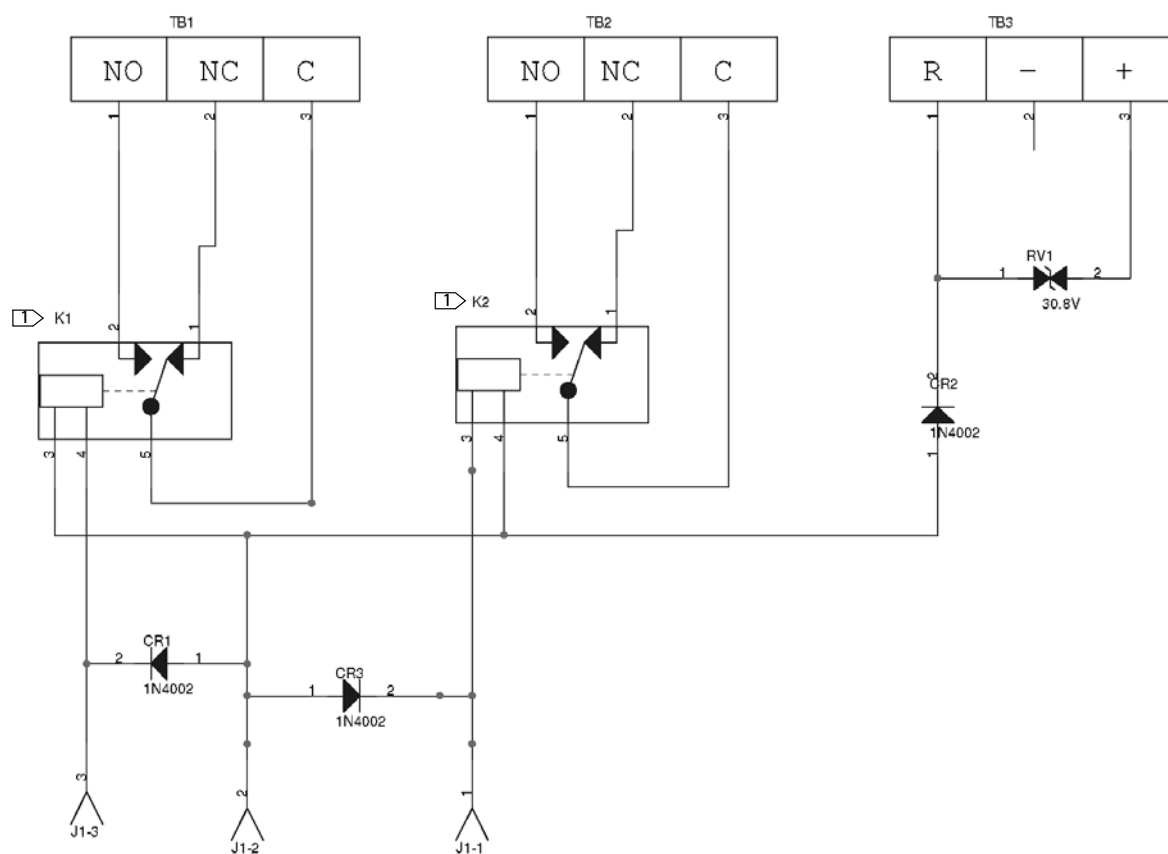 TB1 TB2 TB3
NO NC C NO NC C R - +
1 2 3 1 2 3 1 2 3
RV1
1 2
30.8V
1 K1 2 1
1 K2 2 1
2
CR2
1N4002
1
3 4 5
3 4 5
CR1
2 1
1N4002
CR3
1 2
1N4002
3 2 1
J1-3 J1-2 J1-1